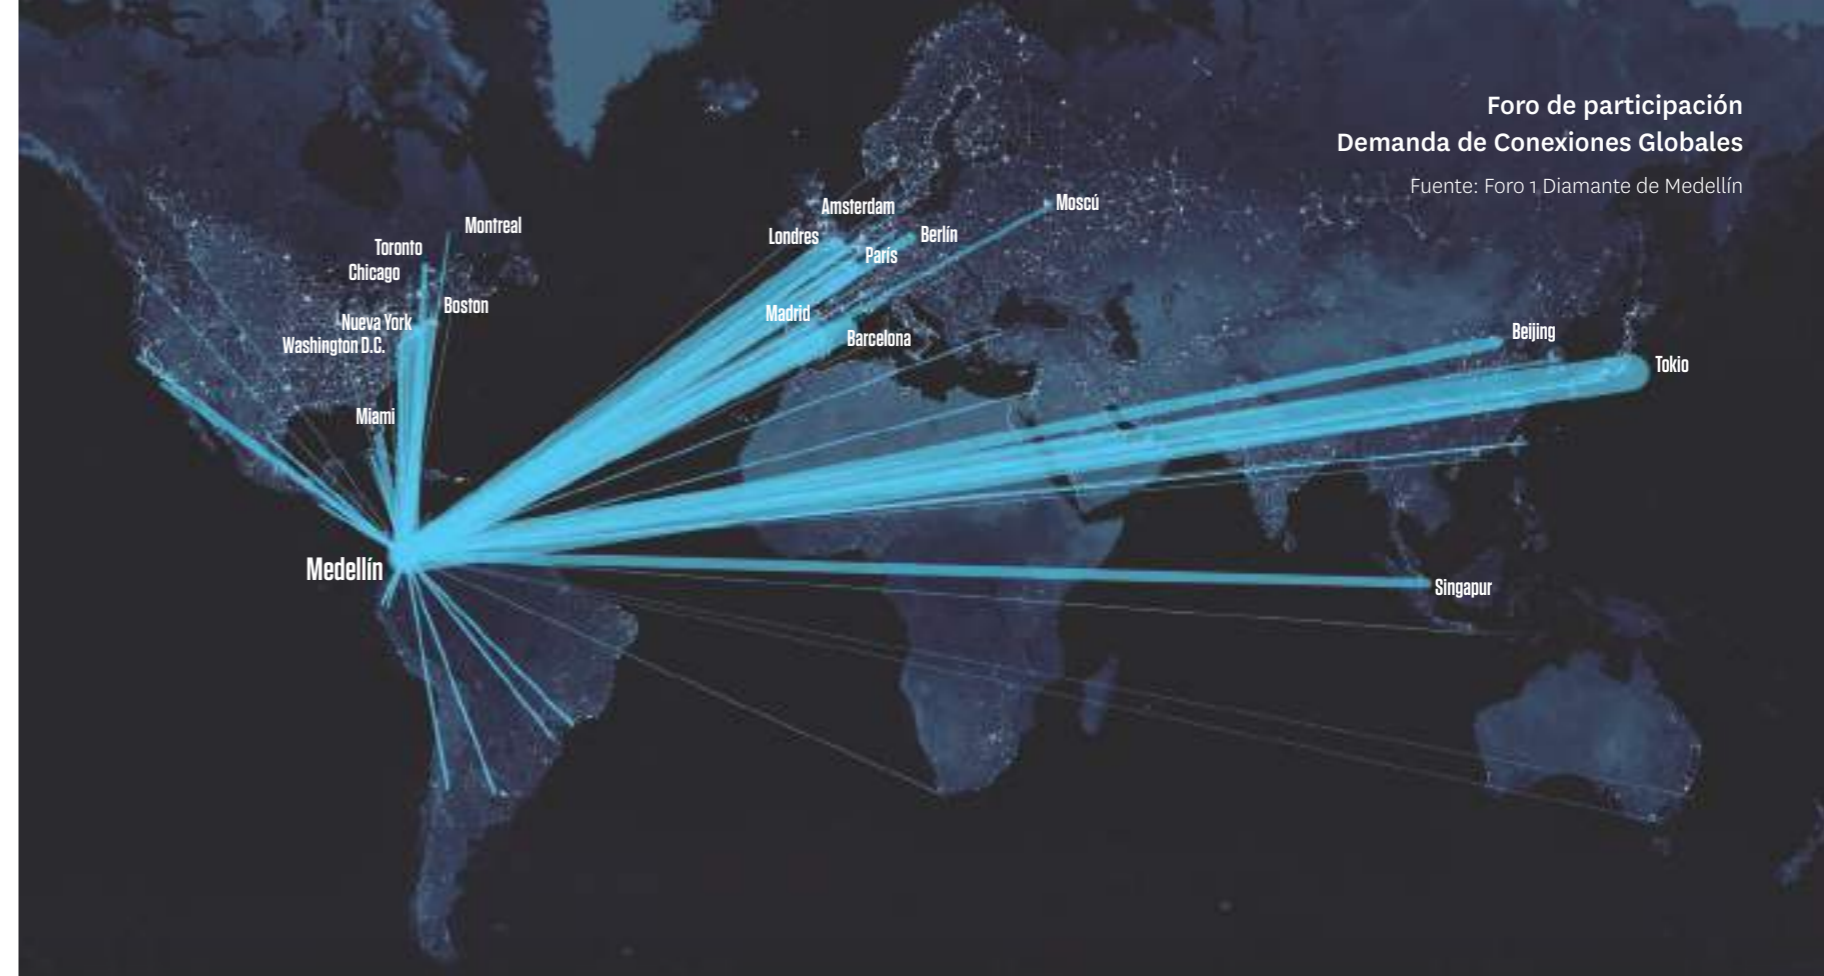 Foro de participación
Demanda de Conexiones Globales
Fuente: Foro 1 Diamante de Medellín
Moscú
Amsterdam
Montreal
Berlín
Londres
Toronto
París
Chicago
Boston
Madrid
Nueva York
Beijing
Barcelona
Washington D.C.
Tokio
Miami
Medellín
Singapur